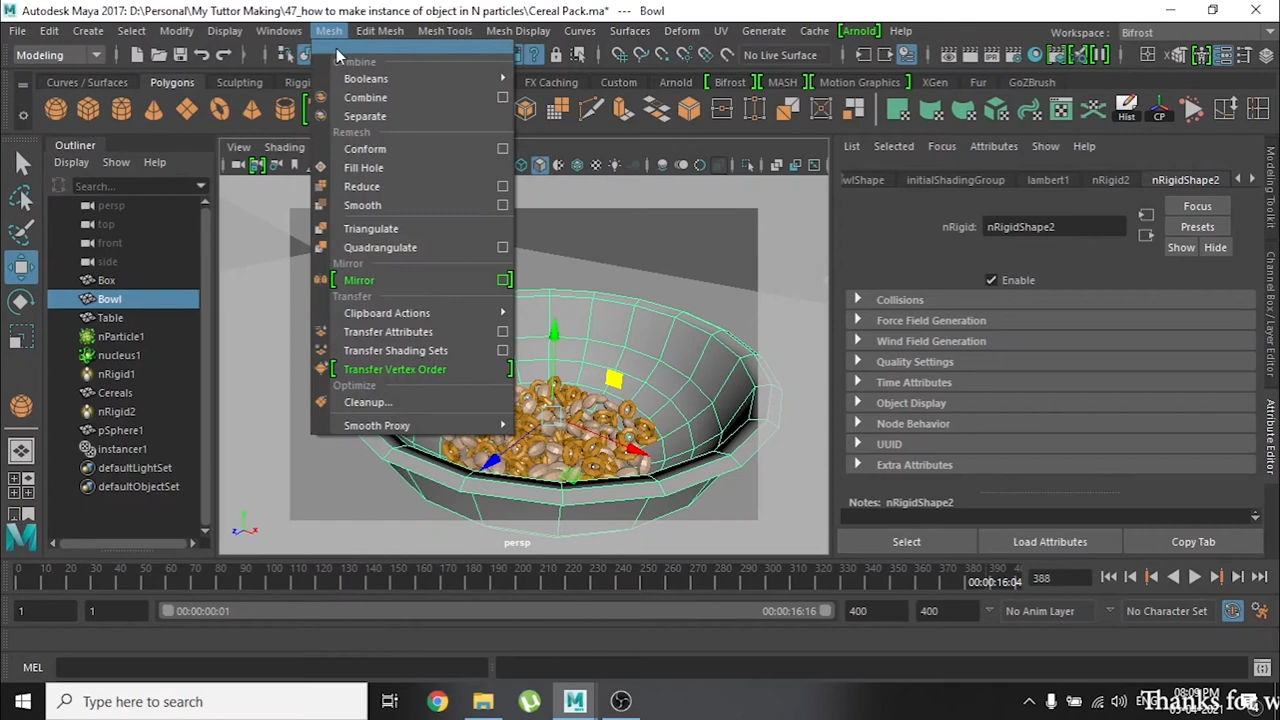 Autodesk Maya 2017: D:\Personal\My Tuttor Making\47_how to make instance of object in N particles\Cereal Pack.ma* --- Bowl
File Edit Create Select Modify Display Windows Mesh Edit Mesh Mesh Tools Mesh Display Curves Surfaces Deform UV Generate Cache [Arnold] Help Workspace: Bifrost
Modeling No Live Surface
Curves / Surfaces Polygons Sculpting FX Caching Custom Arnold [ Bifrost ] [ MASH ] [ Motion Graphics ] XGen Fur GoZBrush
Hist CP
Outliner
Display Show Help
Search...
persp
top
front
side
Box
Bowl
Table
nParticle1
nucleus1
nRigid1
Cereals
nRigid2
pSphere1
instancer1
defaultLightSet
defaultObjectSet
View Shading
Booleans
Combine
Separate
Remesh
Conform
Fill Hole
Reduce
Smooth
Triangulate
Quadrangulate
Mirror
Mirror
Transfer
Clipboard Actions
Transfer Attributes
Transfer Shading Sets
Transfer Vertex Order
Optimize
Cleanup...
Smooth Proxy
persp
List Selected Focus Attributes Show Help
initialShadingGroup lambert1 nRigid2 nRigidShape2
Focus
nRigid: nRigidShape2 Presets
Show Hide
Enable
Collisions
Force Field Generation
Wind Field Generation
Quality Settings
Time Attributes
Object Display
Node Behavior
UUID
Extra Attributes
Notes: nRigidShape2
Select Load Attributes Copy Tab
Modeling Toolkit
Attribute Editor
0 10 20 30 40 50 60 70 80 90 100 110 120 130 140 150 160 170 180 190 200 210 220 230 240 250 260 270 280 290 300 310 320 330 340 350 360 370 380 390
00:00:16:04 388
1 1 00:00:00:01 00:00:16:16 400 400 No Anim Layer No Character Set
MEL
Type here to search
Thanks for w